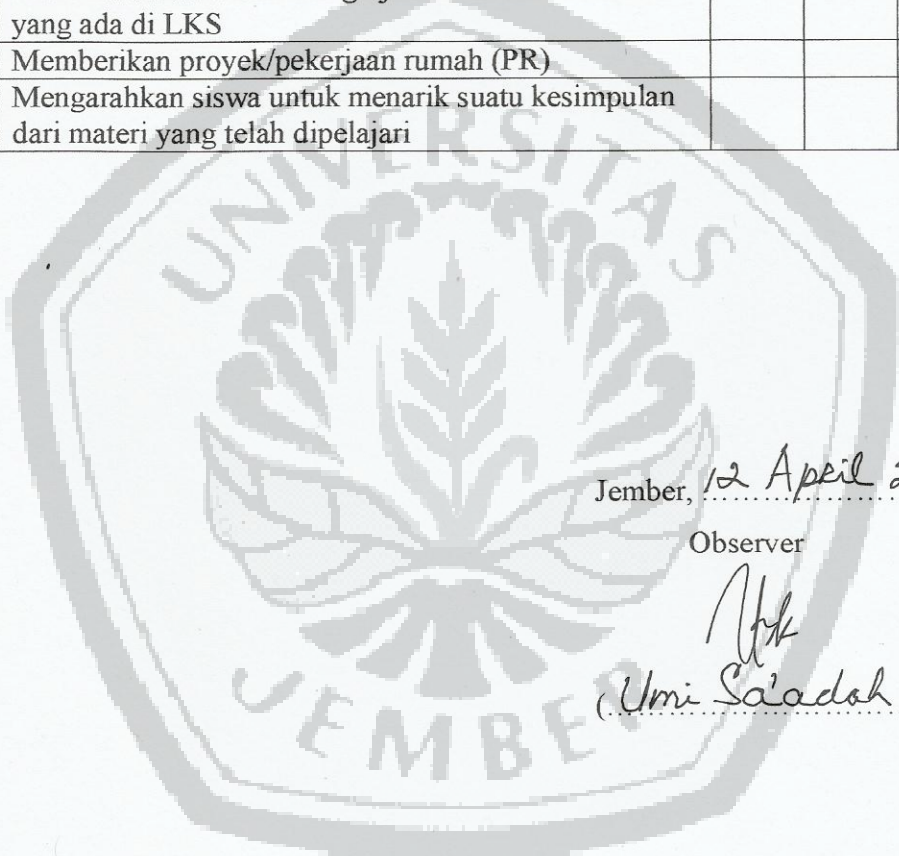 yang ada di LKS
Memberikan proyek/pekerjaan rumah (PR)
Mengarahkan siswa untuk menarik suatu kesimpulan
dari materi yang telah dipelajari
UNIVERSITAS
Jember, 12 April
Observer
(Umi Sa'adah
JEMBER